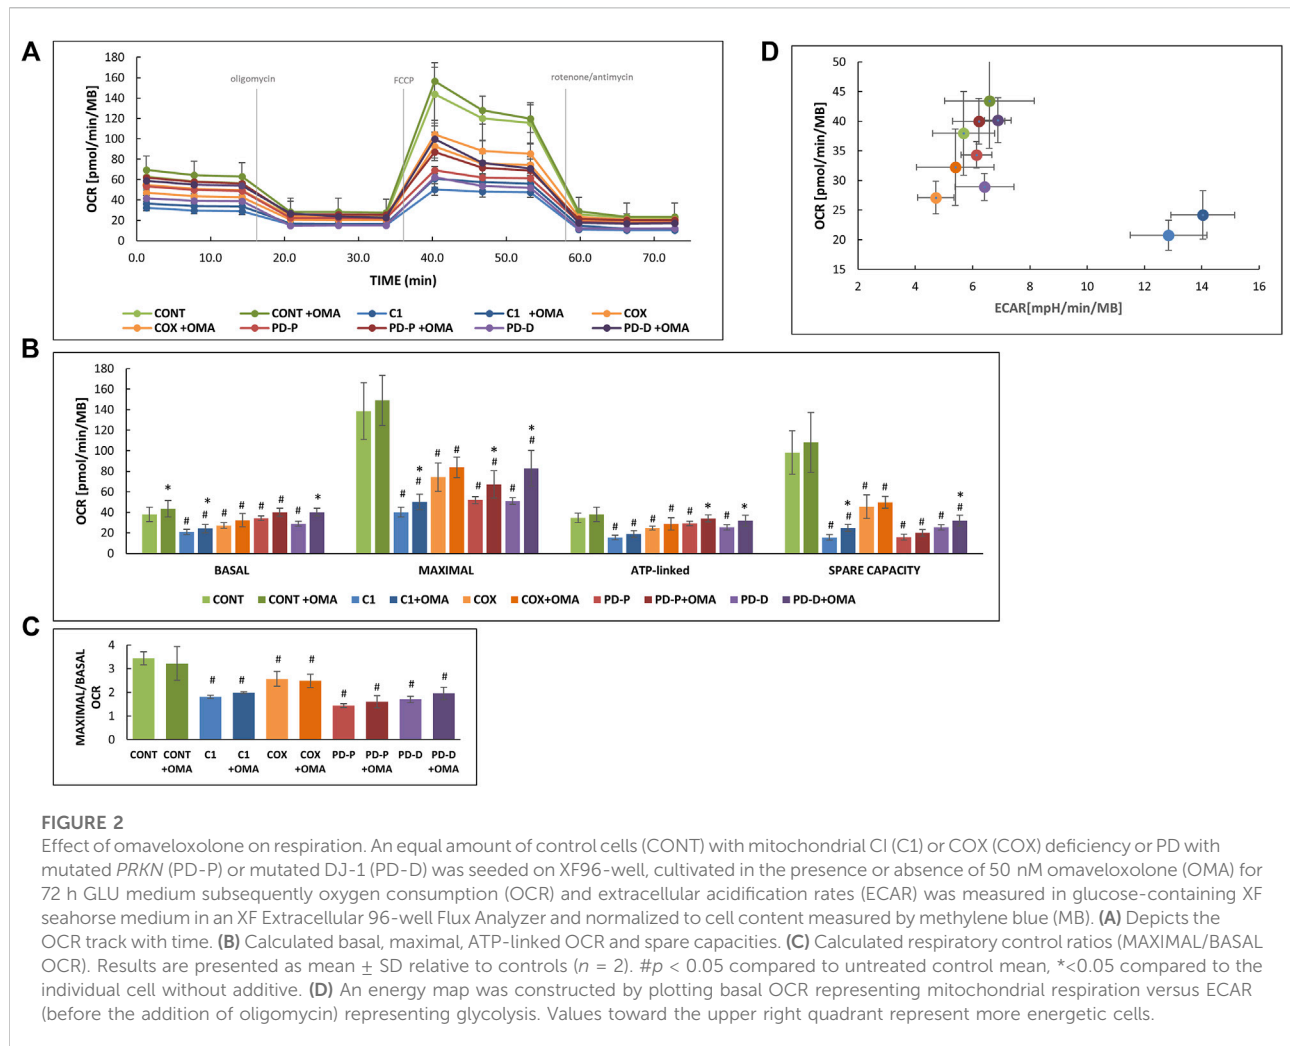 A
OCR [pmol/min/MB]
180
160
140
120
100
80
60
40
20
0
oligomycin
FCCP
rotenone/antimycin
0.0 10.0 20.0 30.0 40.0 50.0 60.0 70.0
TIME (min)
CONT CONT +OMA C1 C1 +OMA COX
COX +OMA PD-P PD-P +OMA PD-D PD-D +OMA
D
OCR [pmol/min/MB]
50
45
40
35
30
25
20
15
2 4 6 8 10 12 14 16
ECAR[mpH/min/MB]
B
OCR [pmol/min/MB]
180
160
140
120
100
80
60
40
20
0
* # * # # # # # # *
# * # # # # * # # * #
# # # # # * # *
# * # # # # # # * #
BASAL MAXIMAL ATP-linked SPARE CAPACITY
CONT CONT +OMA C1 C1+OMA COX COX+OMA PD-P PD-P+OMA PD-D PD-D+OMA
C
MAXIMAL/BASAL
OCR
4
3
2
1
0
# # # # # # # #
CONT CONT C1 C1 COX COX PD-P PD-P PD-D PD-D
+OMA +OMA +OMA +OMA +OMA
FIGURE 2
Effect of omaveloxolone on respiration. An equal amount of control cells (CONT) with mitochondrial CI (C1) or COX (COX) deficiency or PD with
mutated PRKN (PD-P) or mutated DJ-1 (PD-D) was seeded on XF96-well, cultivated in the presence or absence of 50 nM omaveloxolone (OMA) for
72 h GLU medium subsequently oxygen consumption (OCR) and extracellular acidification rates (ECAR) was measured in glucose-containing XF
seahorse medium in an XF Extracellular 96-well Flux Analyzer and normalized to cell content measured by methylene blue (MB). (A) Depicts the
OCR track with time. (B) Calculated basal, maximal, ATP-linked OCR and spare capacities. (C) Calculated respiratory control ratios (MAXIMAL/BASAL
OCR). Results are presented as mean ± SD relative to controls (n = 2). #p < 0.05 compared to untreated control mean, *<0.05 compared to the
individual cell without additive. (D) An energy map was constructed by plotting basal OCR representing mitochondrial respiration versus ECAR
(before the addition of oligomycin) representing glycolysis. Values toward the upper right quadrant represent more energetic cells.